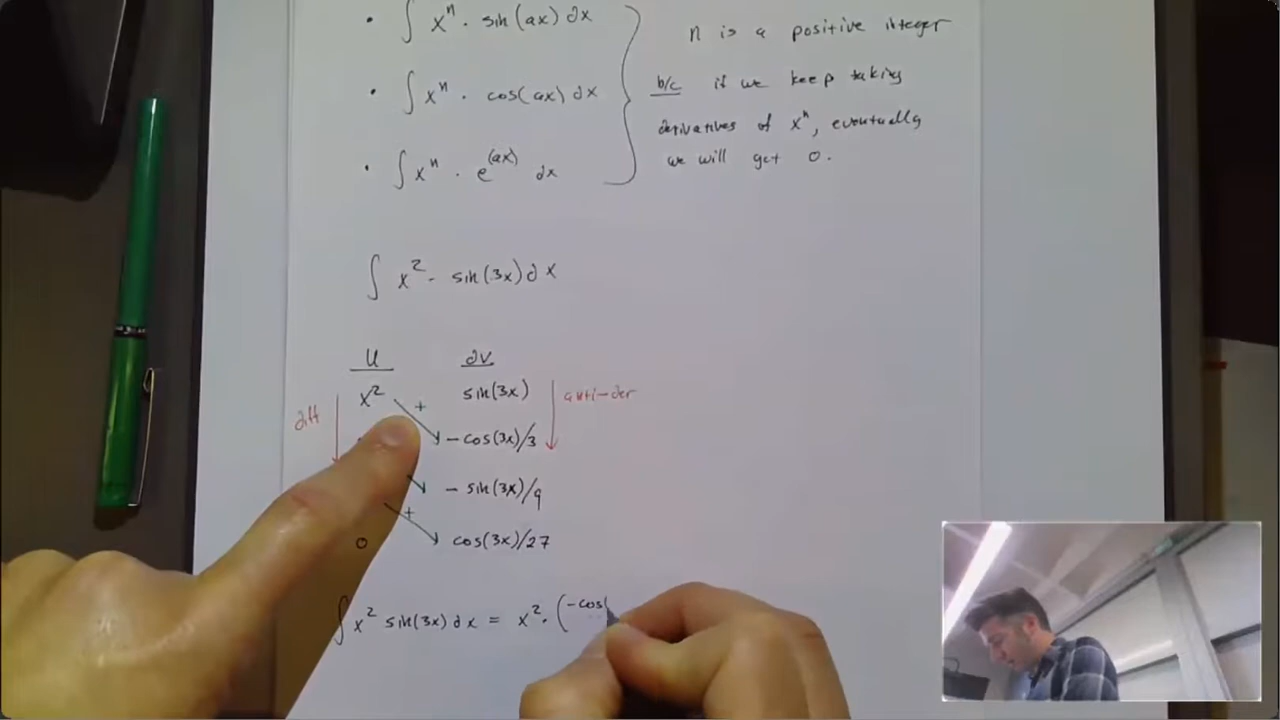 • ∫ xⁿ · sin(ax) dx
• ∫ xⁿ · cos(ax) dx
• ∫ xⁿ · e^(ax) dx
n is a positive integer
b/c if we keep taking
derivatives of xⁿ, eventually
we will get 0.
∫ x² · sin(3x) dx
u dv
x² + sin(3x)
diff anti-der
-cos(3x)/3
- sin(3x)/9
+
0 cos(3x)/27
∫ x² sin(3x) dx = x² · (-cos(